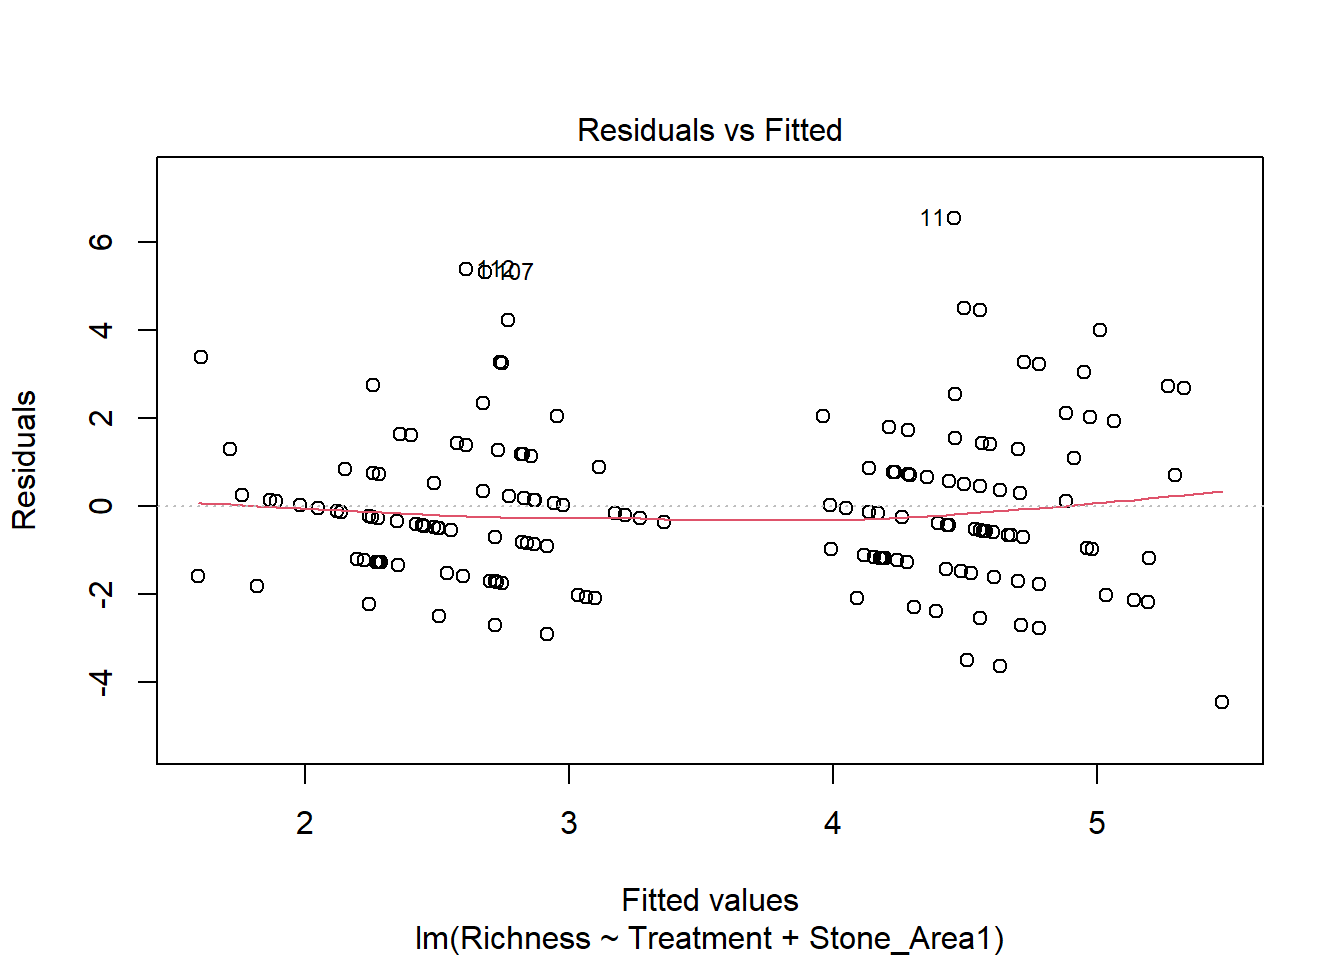 Residuals vs Fitted
Residuals
6
4
2
0
-2
-4
11
112
107
2 3 4 5
Fitted values
lm(Richness ~ Treatment + Stone_Area1)